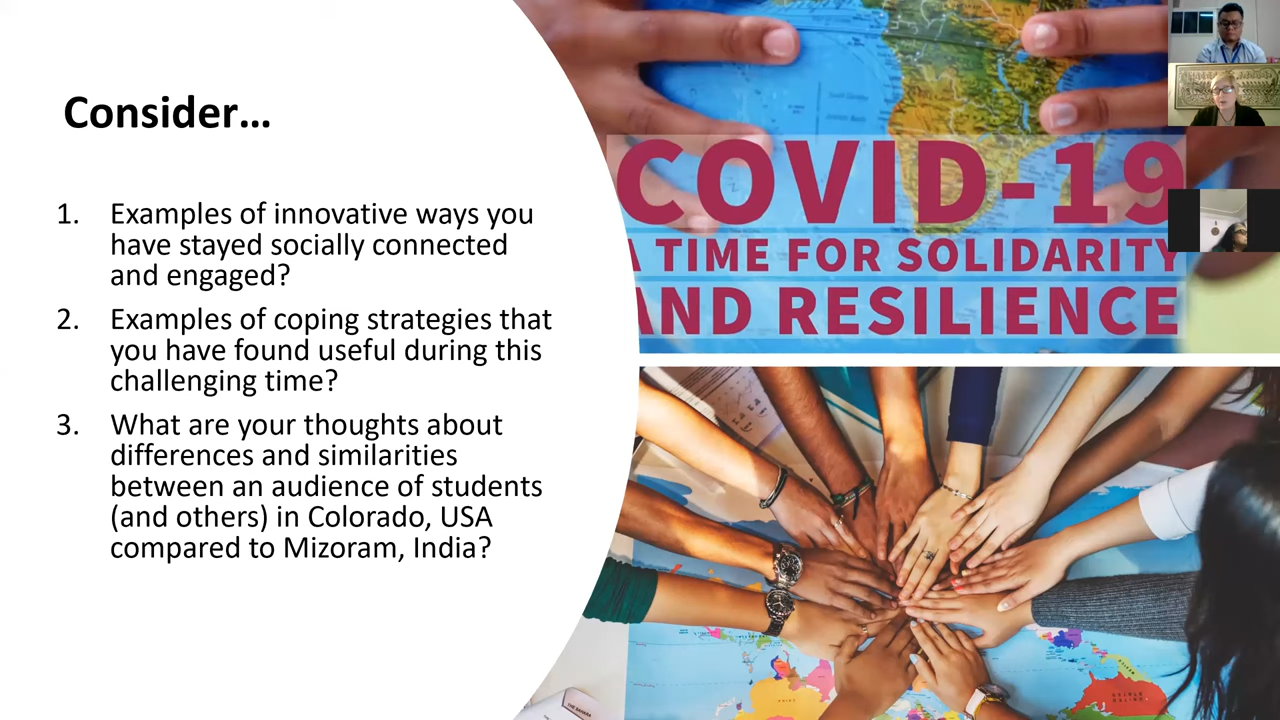 Consider...
1. Examples of innovative ways you
have stayed socially connected
and engaged?
2. Examples of coping strategies that
you have found useful during this
challenging time?
3. What are your thoughts about
differences and similarities
between an audience of students
(and others) in Colorado, USA
compared to Mizoram, India?
COVID-19
A TIME FOR SOLIDARITY
AND RESILIENCE